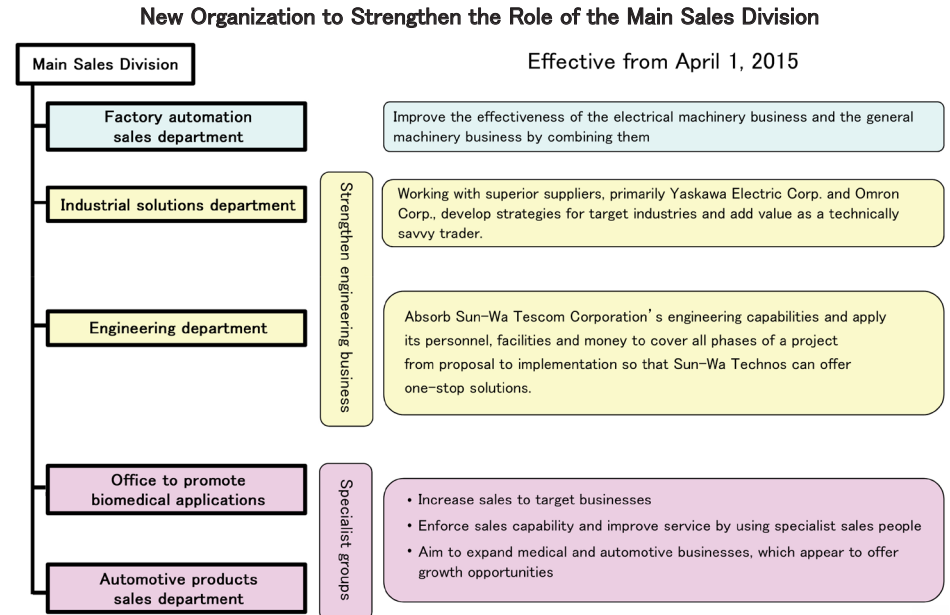 New Organization to Strengthen the Role of the Main Sales Division
Main Sales Division
Effective from April 1, 2015
Factory automation
sales department
Improve the effectiveness of the electrical machinery business and the general
machinery business by combining them
Industrial solutions department
Strengthen engineering business
Working with superior suppliers, primarily Yaskawa Electric Corp. and Omron
Corp., develop strategies for target industries and add value as a technically
savvy trader.
Engineering department
Absorb Sun-Wa Tescom Corporation's engineering capabilities and apply
its personnel, facilities and money to cover all phases of a project
from proposal to implementation so that Sun-Wa Technos can offer
one-stop solutions.
Office to promote
biomedical applications
Specialist groups
• Increase sales to target businesses
• Enforce sales capability and improve service by using specialist sales people
• Aim to expand medical and automotive businesses, which appear to offer
growth opportunities
Automotive products
sales department